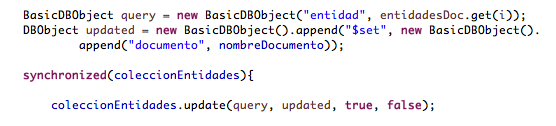 BasicDBObject query = new BasicDBObject("entidad", entidadesDoc.get(i));
DBObject updated = new BasicDBObject().append("$set", new BasicDBObject().
append("documento", nombreDocumento));
synchronized(coleccionEntidades){
coleccionEntidades.update(query, updated, true, false);